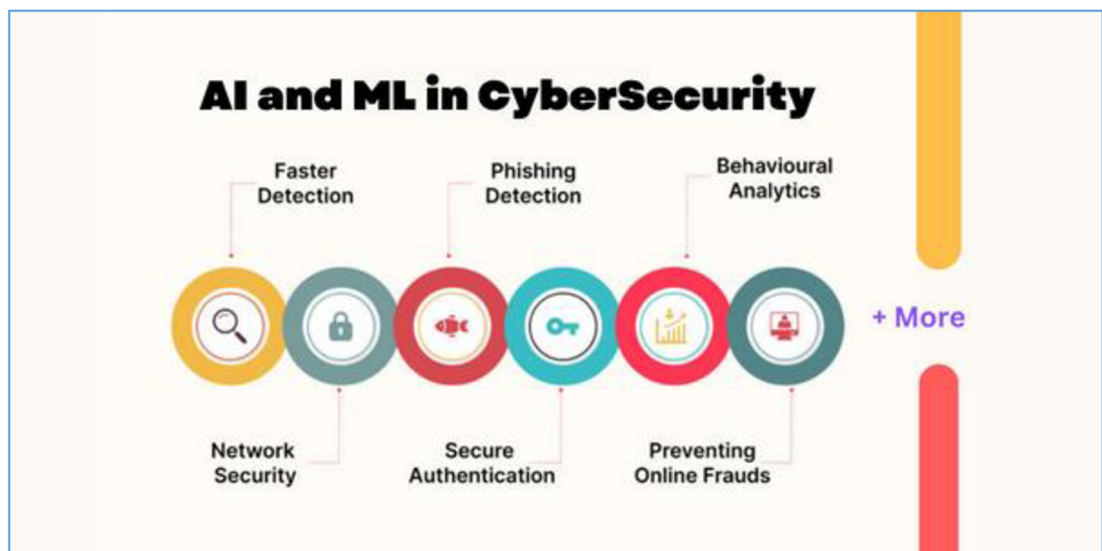 AI and ML in CyberSecurity
Faster
Detection
Phishing
Detection
Behavioural
Analytics
+ More
Network
Security
Secure
Authentication
Preventing
Online Frauds